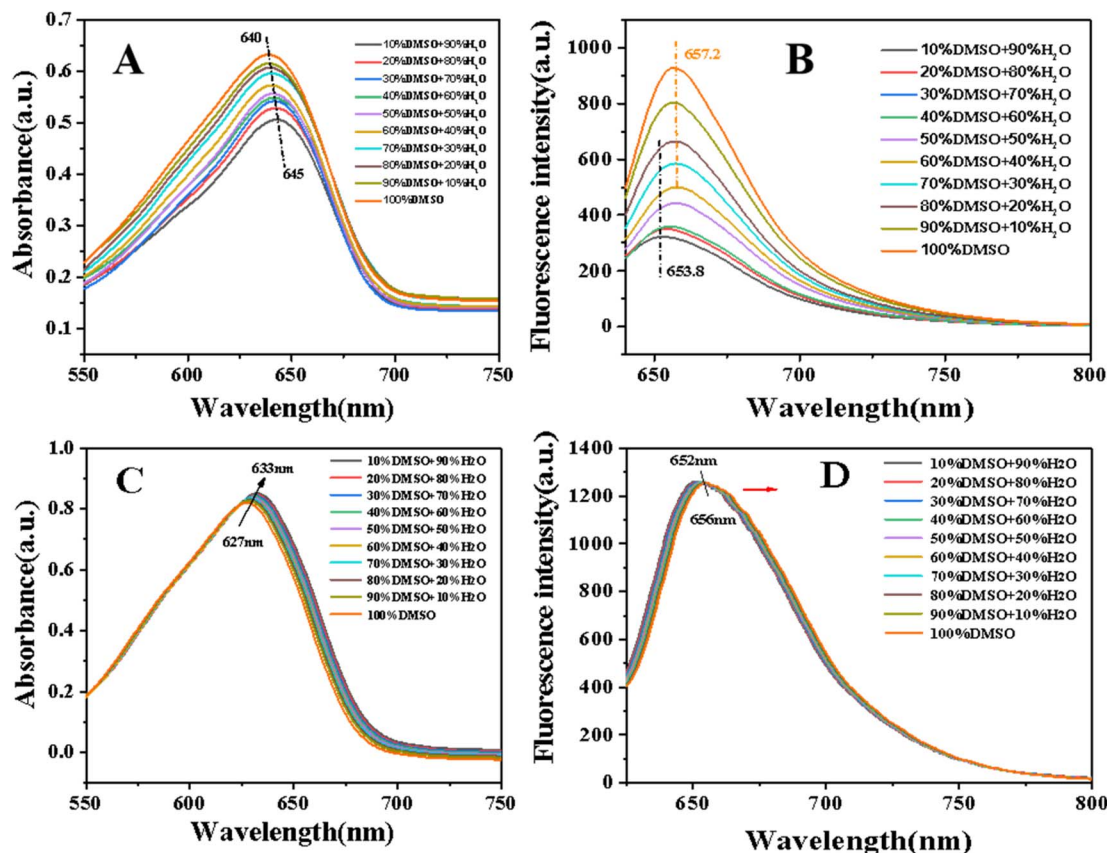 A
Absorbance(a.u.)
0.7
0.6
0.5
0.4
0.3
0.2
0.1
640
645
10%DMSO+90%H₂O
20%DMSO+80%H₂O
30%DMSO+70%H₂O
40%DMSO+60%H₂O
50%DMSO+50%H₂O
60%DMSO+40%H₂O
70%DMSO+30%H₂O
80%DMSO+20%H₂O
90%DMSO+10%H₂O
100%DMSO
550 600 650 700 750
Wavelength(nm)
B
Fluorescence intensity(a.u.)
1000
800
600
400
200
0
657.2
653.8
10%DMSO+90%H₂O
20%DMSO+80%H₂O
30%DMSO+70%H₂O
40%DMSO+60%H₂O
50%DMSO+50%H₂O
60%DMSO+40%H₂O
70%DMSO+30%H₂O
80%DMSO+20%H₂O
90%DMSO+10%H₂O
100%DMSO
650 700 750 800
Wavelength(nm)
C
Absorbance(a.u.)
1.0
0.8
0.6
0.4
0.2
0.0
633nm
627nm
10%DMSO+90%H2O
20%DMSO+80%H2O
30%DMSO+70%H2O
40%DMSO+60%H2O
50%DMSO+50%H2O
60%DMSO+40%H2O
70%DMSO+30%H2O
80%DMSO+20%H2O
90%DMSO+10%H2O
100%DMSO
550 600 650 700 750
Wavelength(nm)
D
Fluorescence intensity(a.u.)
1400
1200
1000
800
600
400
200
0
652nm
656nm
10%DMSO+90%H2O
20%DMSO+80%H2O
30%DMSO+70%H2O
40%DMSO+60%H2O
50%DMSO+50%H2O
60%DMSO+40%H2O
70%DMSO+30%H2O
80%DMSO+20%H2O
90%DMSO+10%H2O
100%DMSO
650 700 750 800
Wavelength(nm)